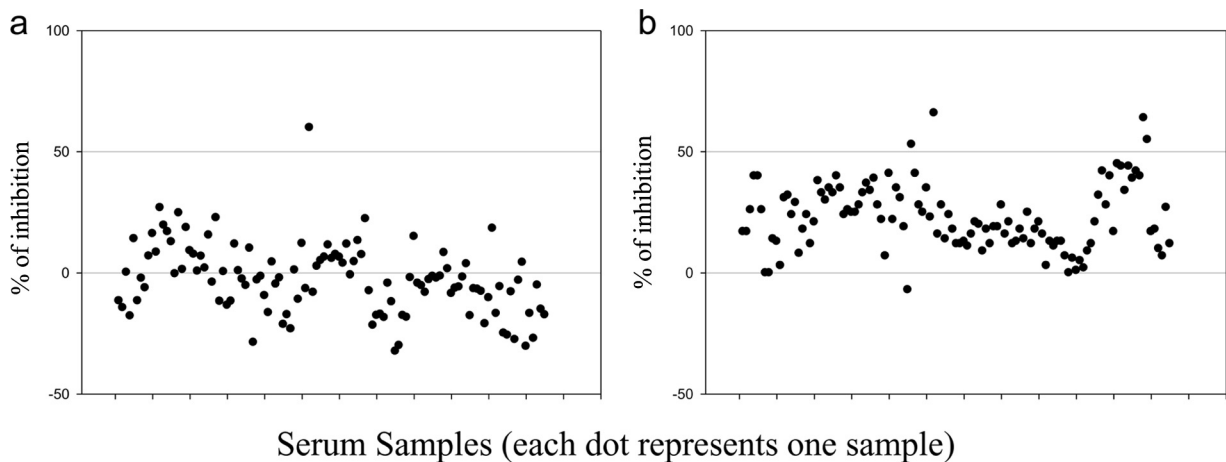 a
100
50
0
-50
% of inhibition
b
100
50
0
-50
% of inhibition
Serum Samples (each dot represents one sample)